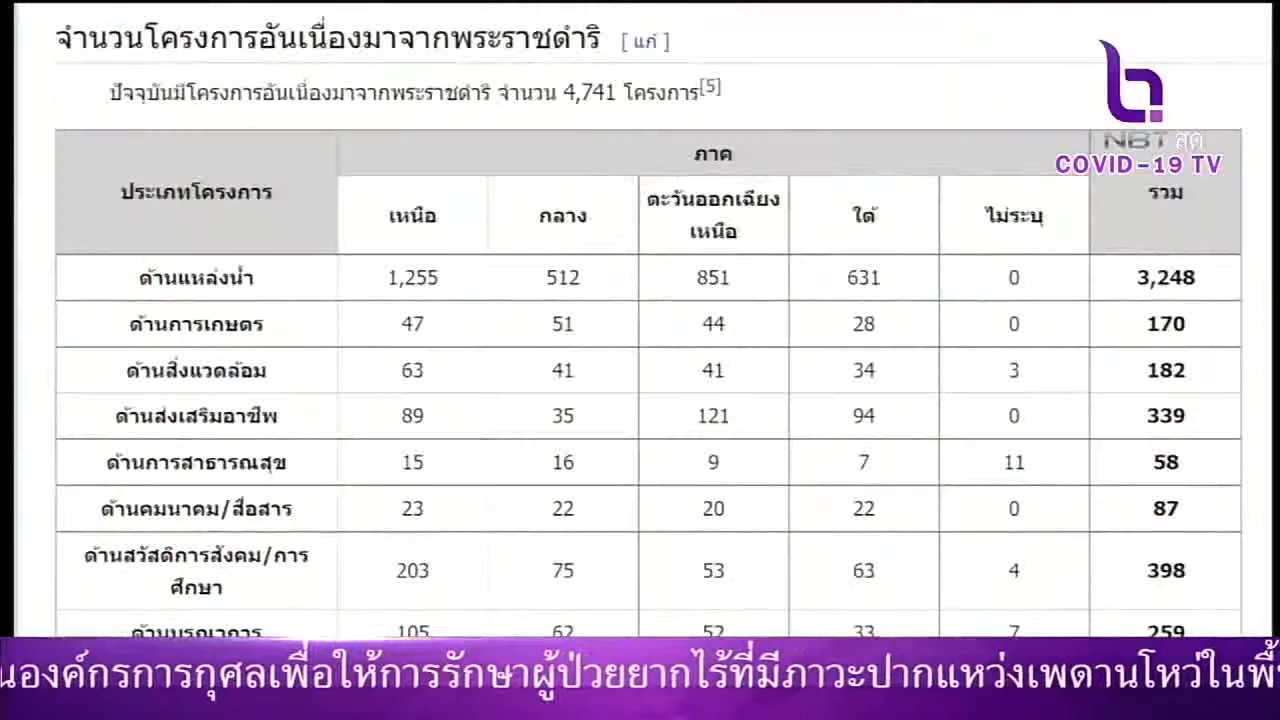 จำนวนโครงการอันเนื่องมาจากพระราชดำริ [ แก้ ]
ปัจจุบันมีโครงการอันเนื่องมาจากพระราชดำริ จำนวน 4,741 โครงการ[5]
NBT สด
COVID-19 TV
ประเภทโครงการ ภาค รวม
เหนือ กลาง ตะวันออกเฉียง ใต้ ไม่ระบุ
เหนือ
ด้านแหล่งน้ำ 1,255 512 851 631 0 3,248
ด้านการเกษตร 47 51 44 28 0 170
ด้านสิ่งแวดล้อม 63 41 41 34 3 182
ด้านส่งเสริมอาชีพ 89 35 121 94 0 339
ด้านการสาธารณสุข 15 16 9 7 11 58
ด้านคมนาคม/สื่อสาร 23 22 20 22 0 87
ด้านสวัสดิการสังคม/การ 203 75 53 63 4 398
ศึกษา
ด้านบูรณาการ 105 62 52 33 7 259
นองค์กรการกุศลเพื่อให้การรักษาผู้ป่วยยากไร้ที่มีภาวะปากแหว่งเพดานโหว่ในพื้